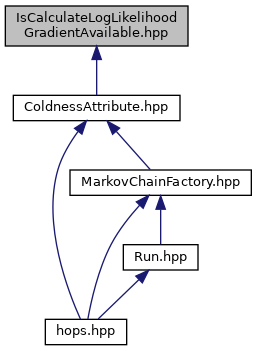 IsCalculateLogLikelihood
GradientAvailable.hpp
ColdnessAttribute.hpp
MarkovChainFactory.hpp
Run.hpp
hops.hpp